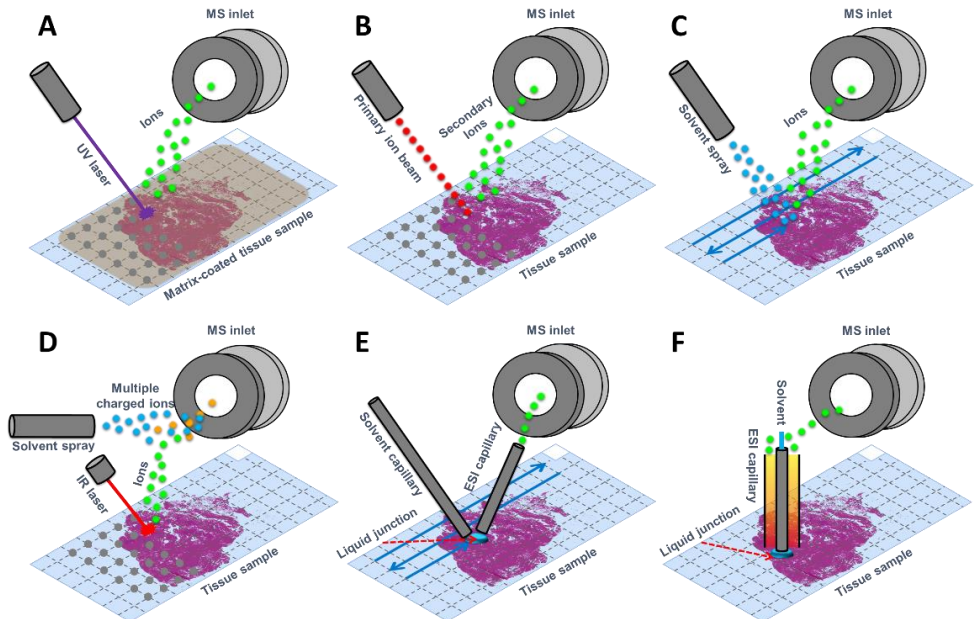 A
MS inlet
Ions
UV laser
Matrix-coated tissue sample
B
MS inlet
Primary ion beam
Secondary
Ions
Tissue sample
C
MS inlet
Solvent spray
Ions
Tissue sample
D
MS inlet
Multiple
charged ions
Solvent spray
IR laser
Ions
Tissue sample
E
MS inlet
Solvent capillary
ESI capillary
Liquid junction
Tissue sample
F
MS inlet
Solvent
ESI capillary
Liquid junction
Tissue sample